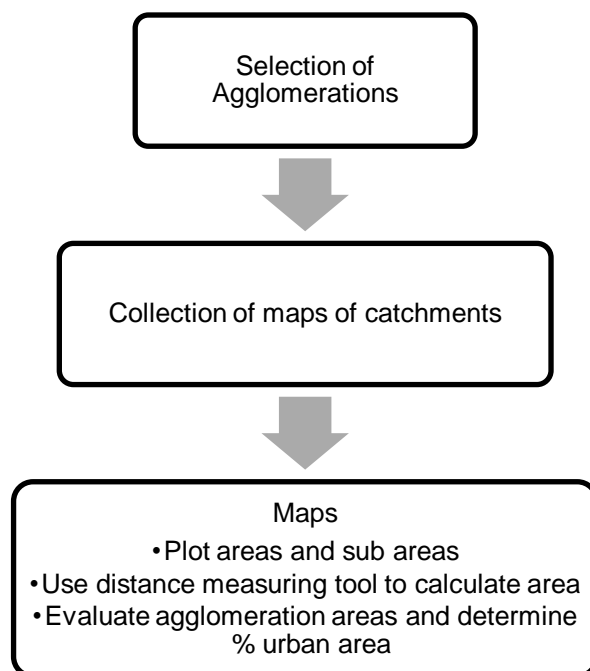 Selection of
Agglomerations
Collection of maps of catchments
Maps
•Plot areas and sub areas
•Use distance measuring tool to calculate area
•Evaluate agglomeration areas and determine
% urban area